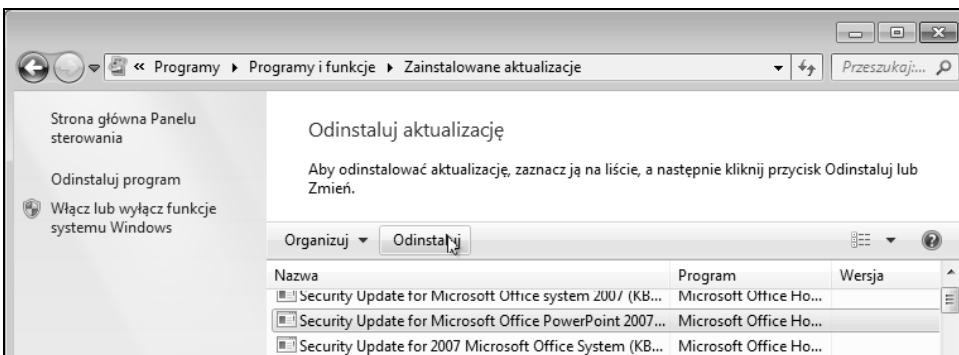 « Programy Programy i funkcje Zainstalowane aktualizacje Przeszukaj:...
Strona główna Panelu
sterowania
Odinstaluj program
Włącz lub wyłącz funkcje
systemu Windows
Odinstaluj aktualizację
Aby odinstalować aktualizację, zaznacz ją na liście, a następnie kliknij przycisk Odinstaluj lub
Zmień.
Organizuj Odinstaluj
Nazwa Program Wersja
Security Update for Microsoft Office system 2007 (KB... Microsoft Office Ho...
Security Update for Microsoft Office PowerPoint 2007... Microsoft Office Ho...
Security Update for 2007 Microsoft Office System (KB... Microsoft Office Ho...